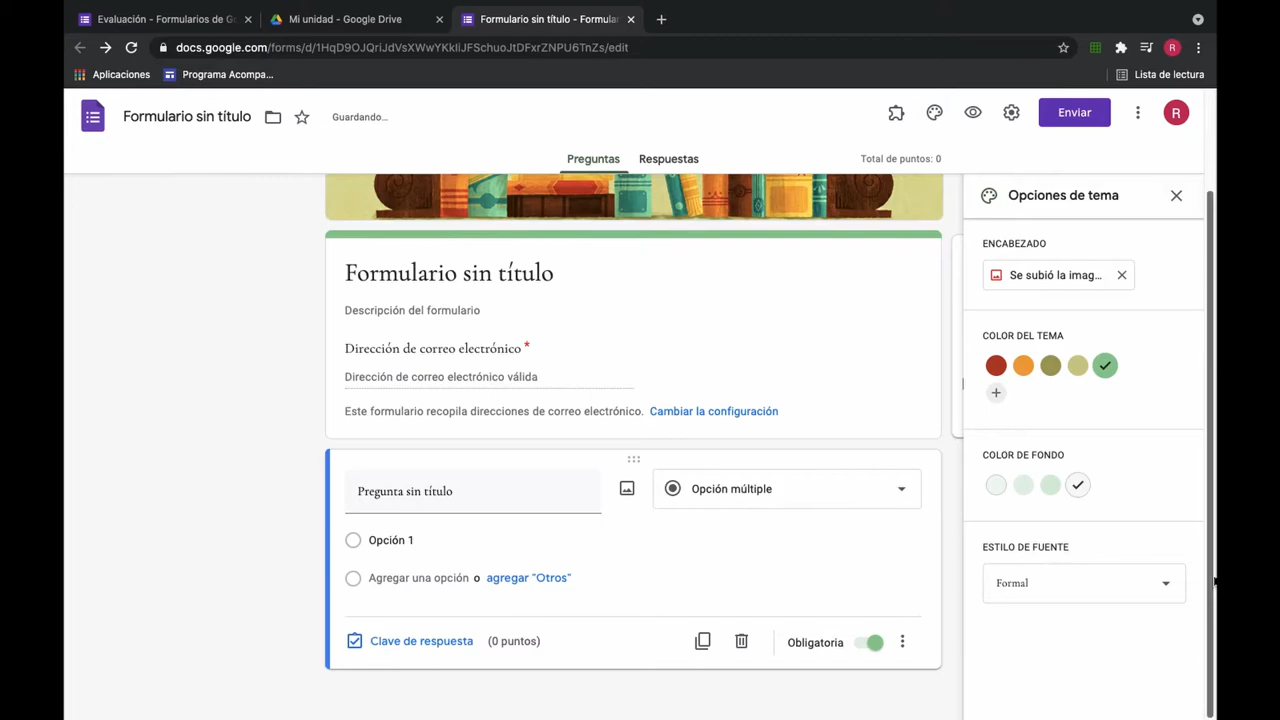 Evaluación - Formularios de Go
Mi unidad - Google Drive
Formulario sin título - Formular
docs.google.com/forms/d/1HqD9OJQriJdVsXWwYKkIiJFSchuoJtDFxrZNPU6TnZs/edit
R
Aplicaciones
Programa Acompa...
Lista de lectura
Formulario sin título
Guardando...
Enviar
R
Preguntas
Respuestas
Total de puntos: 0
Opciones de tema
ENCABEZADO
Se subió la imag...
COLOR DEL TEMA
COLOR DE FONDO
ESTILO DE FUENTE
Formal
Formulario sin título
Descripción del formulario
Dirección de correo electrónico *
Dirección de correo electrónico válida
Este formulario recopila direcciones de correo electrónico. Cambiar la configuración
Pregunta sin título
Opción múltiple
Opción 1
Agregar una opción o agregar "Otros"
Clave de respuesta (0 puntos)
Obligatoria